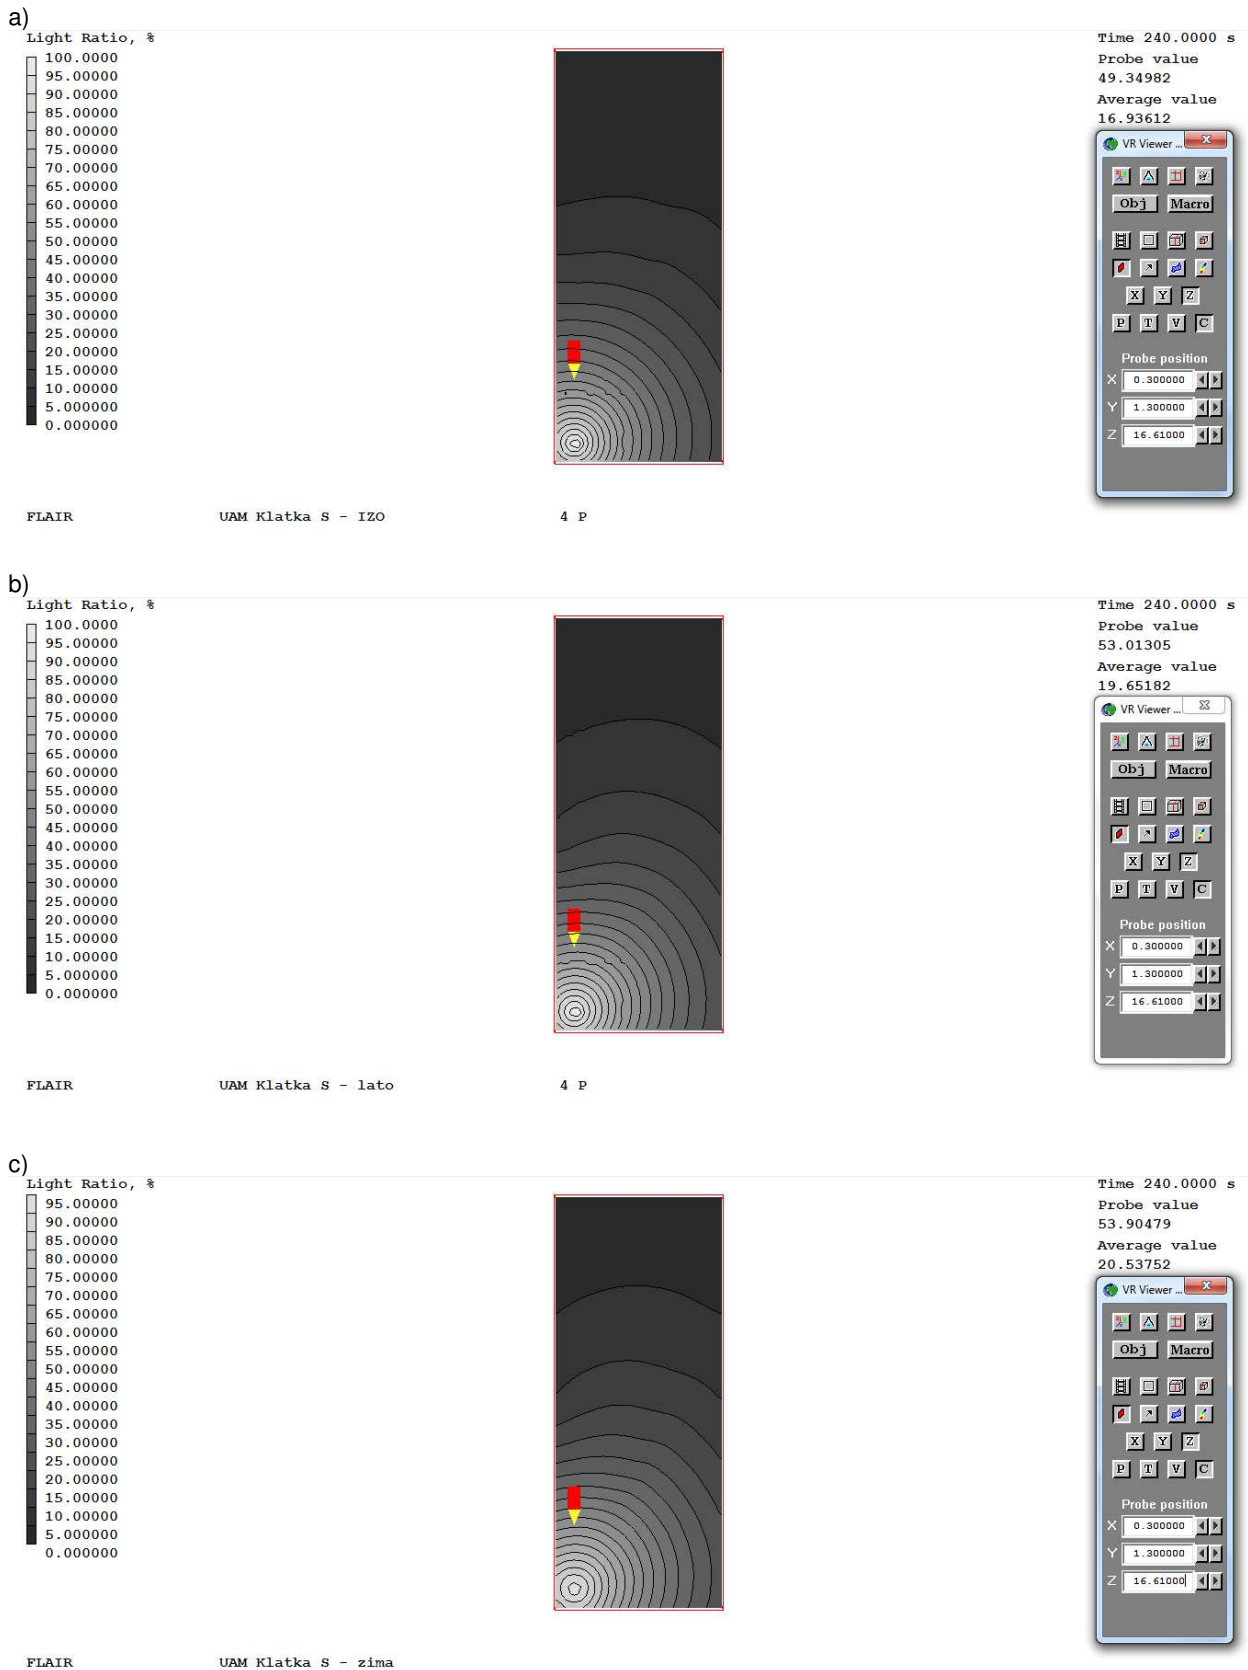 a)
Light Ratio, %
Time 240.0000 s
100.0000
95.00000
90.00000
85.00000
80.00000
75.00000
70.00000
65.00000
60.00000
55.00000
50.00000
45.00000
40.00000
35.00000
30.00000
25.00000
20.00000
15.00000
10.00000
5.000000
0.000000
Probe value
49.34982
Average value
16.93612
VR Viewer ...
Obj Macro
X Y Z
P T V C
Probe position
X 0.300000
Y 1.300000
Z 16.61000
FLAIR UAM Klatka S - IZO 4 P
b)
Light Ratio, %
Time 240.0000 s
100.0000
95.00000
90.00000
85.00000
80.00000
75.00000
70.00000
65.00000
60.00000
55.00000
50.00000
45.00000
40.00000
35.00000
30.00000
25.00000
20.00000
15.00000
10.00000
5.000000
0.000000
Probe value
53.01305
Average value
19.65182
VR Viewer ...
Obj Macro
X Y Z
P T V C
Probe position
X 0.300000
Y 1.300000
Z 16.61000
FLAIR UAM Klatka S - lato 4 P
c)
Light Ratio, %
Time 240.0000 s
95.00000
90.00000
85.00000
80.00000
75.00000
70.00000
65.00000
60.00000
55.00000
50.00000
45.00000
40.00000
35.00000
30.00000
25.00000
20.00000
15.00000
10.00000
5.000000
0.000000
Probe value
53.90479
Average value
20.53752
VR Viewer ...
Obj Macro
X Y Z
P T V C
Probe position
X 0.300000
Y 1.300000
Z 16.61000
FLAIR UAM Klatka S - zima